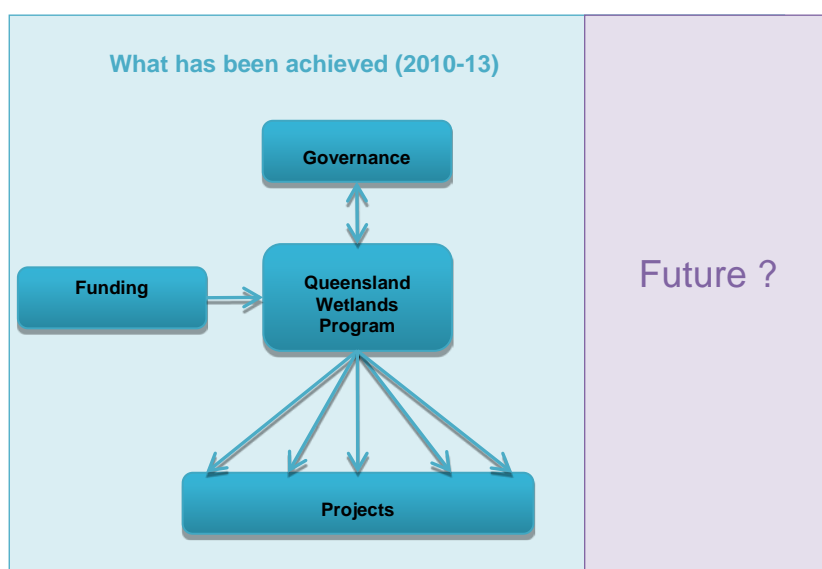 What has been achieved (2010-13)
Governance
Funding
Queensland
Wetlands
Program
Projects
Future ?